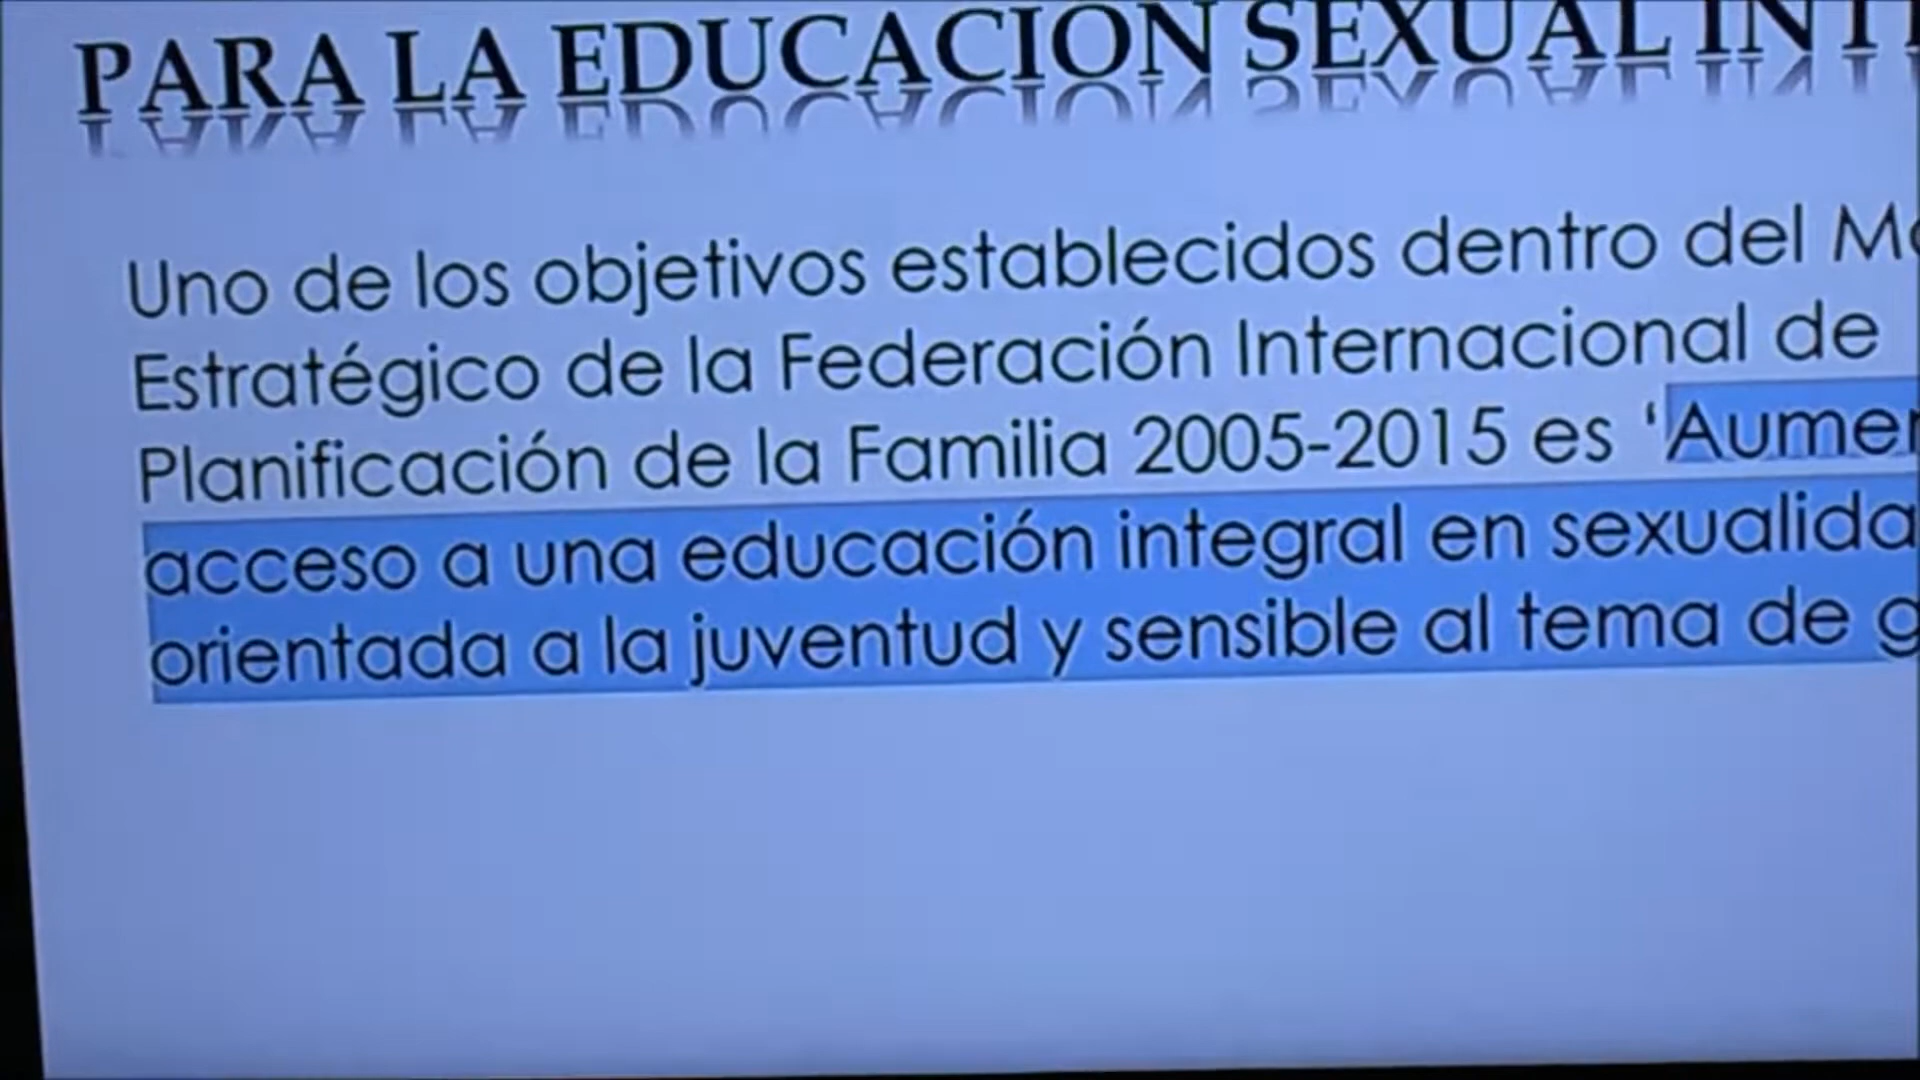 PARA LA EDUCACION SEXUAL INT
Uno de los objetivos establecidos dentro del M
Estratégico de la Federación Internacional de
Planificación de la Familia 2005-2015 es ‘Aumen
acceso a una educación integral en sexualida
orientada a la juventud y sensible al tema de g